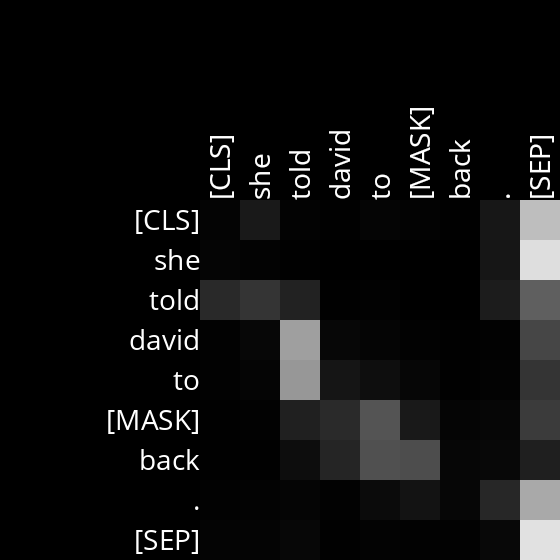 [CLS] she told david to [MASK] back . [SEP]
[CLS]
she
told
david
to
[MASK]
back
.
[SEP]